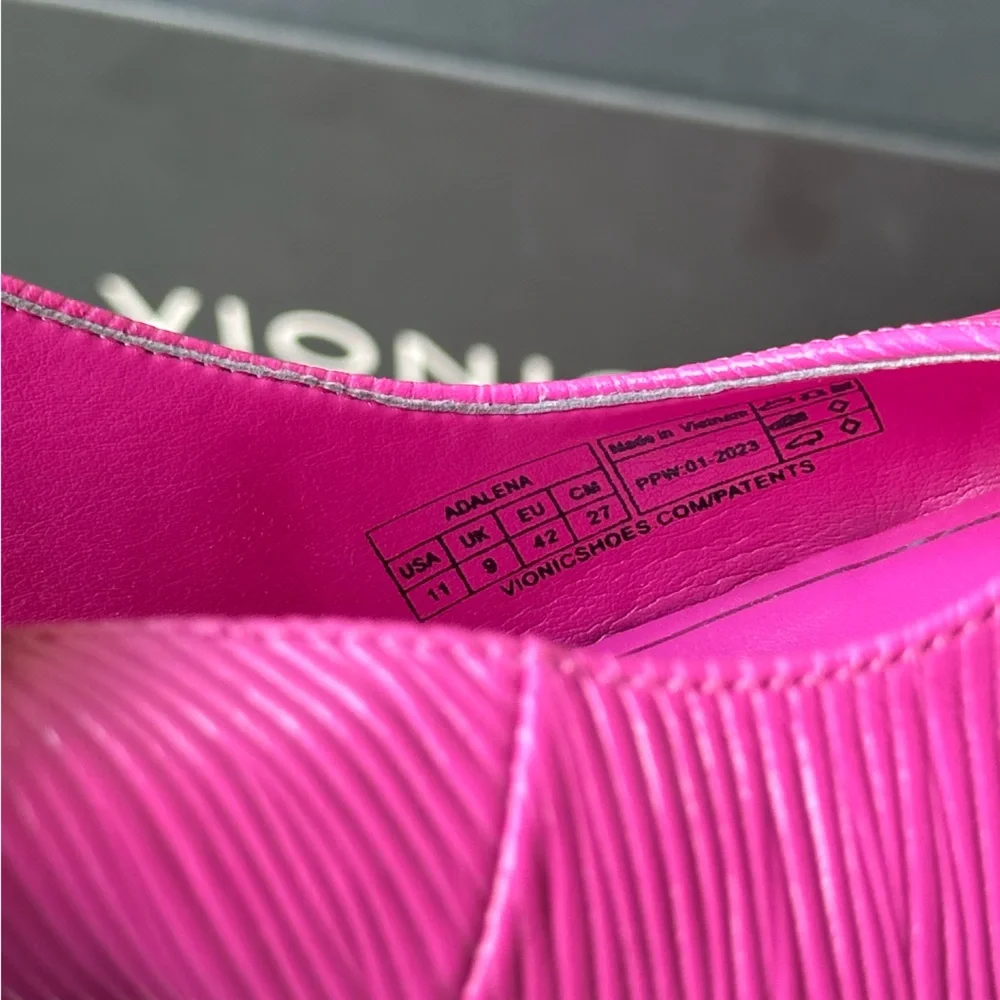 VIONIC
ADALENA
USA UK EU CM
11 9 42 27
Made in Vietnam
PPW:01-2023
VIONICSHOES.COM/PATENTS